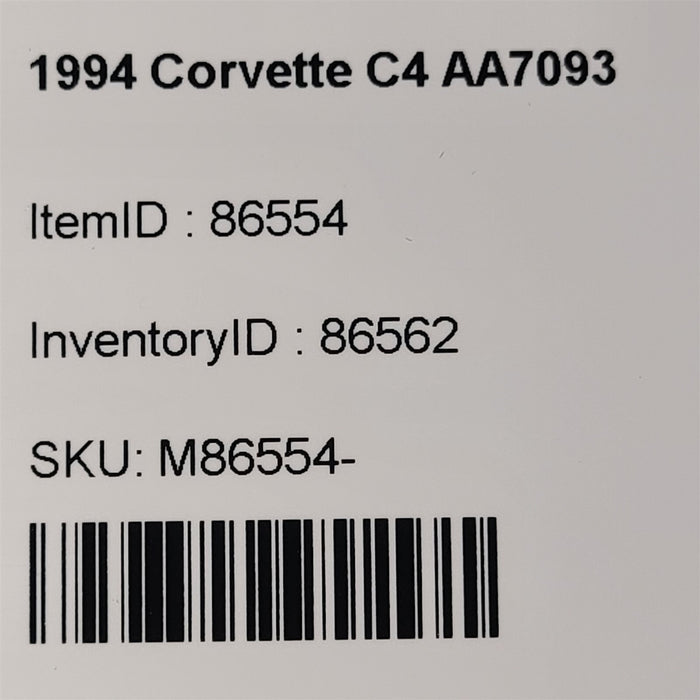 1994 Corvette C4 AA7093
ItemID : 86554
InventoryID : 86562
SKU: M86554-